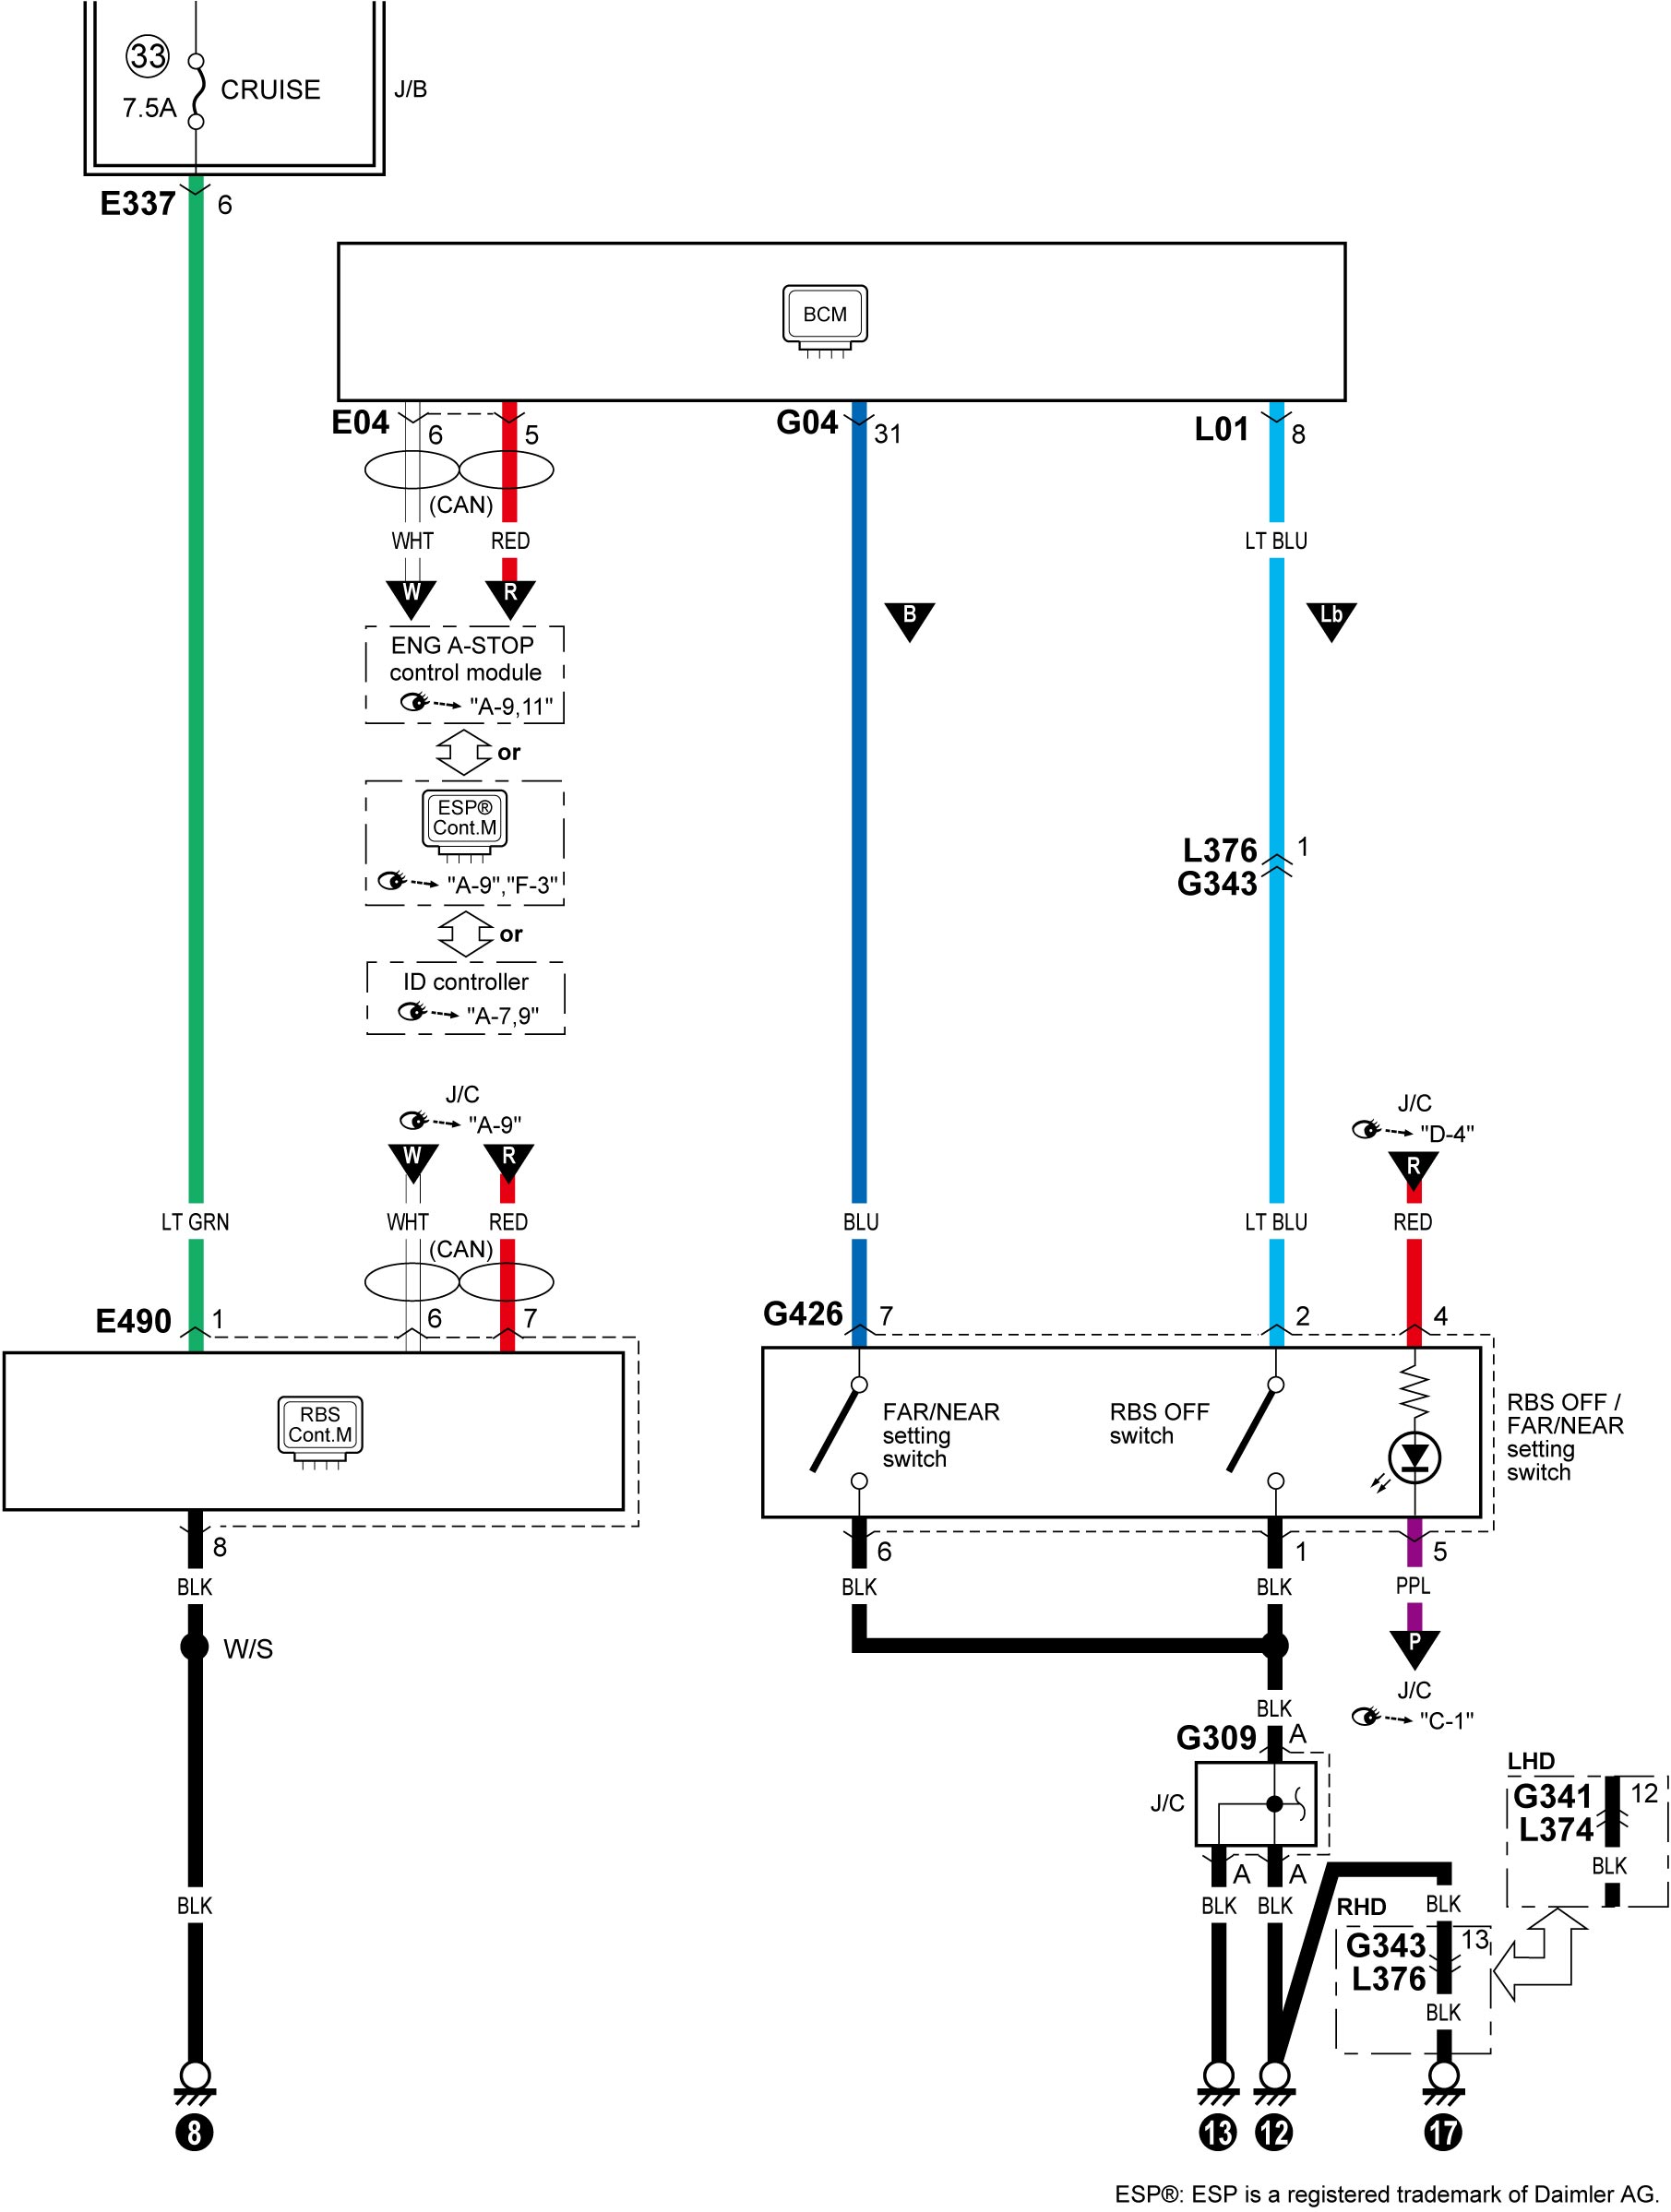 33
7.5A
CRUISE
J/B
E337
6
BCM
E04
6
5
G04
31
L01
8
(CAN)
WHT
RED
LT BLU
W
R
B
Lb
ENG A-STOP
control module
"A-9,11"
or
ESP®
Cont.M
"A-9","F-3"
or
ID controller
"A-7,9"
L376
1
G343
J/C
"A-9"
W
R
J/C
"D-4"
R
LT GRN
WHT
RED
BLU
LT BLU
RED
(CAN)
E490
1
6
7
G426
7
2
4
RBS
Cont.M
FAR/NEAR
setting
switch
RBS OFF
switch
RBS OFF /
FAR/NEAR
setting
switch
8
6
1
5
BLK
BLK
BLK
PPL
W/S
P
J/C
"C-1"
BLK
G309
A
J/C
A
A
LHD
G341
12
L374
BLK
BLK
BLK
BLK
RHD
BLK
G343
13
L376
BLK
8
13
12
17
ESP®: ESP is a registered trademark of Daimler AG.